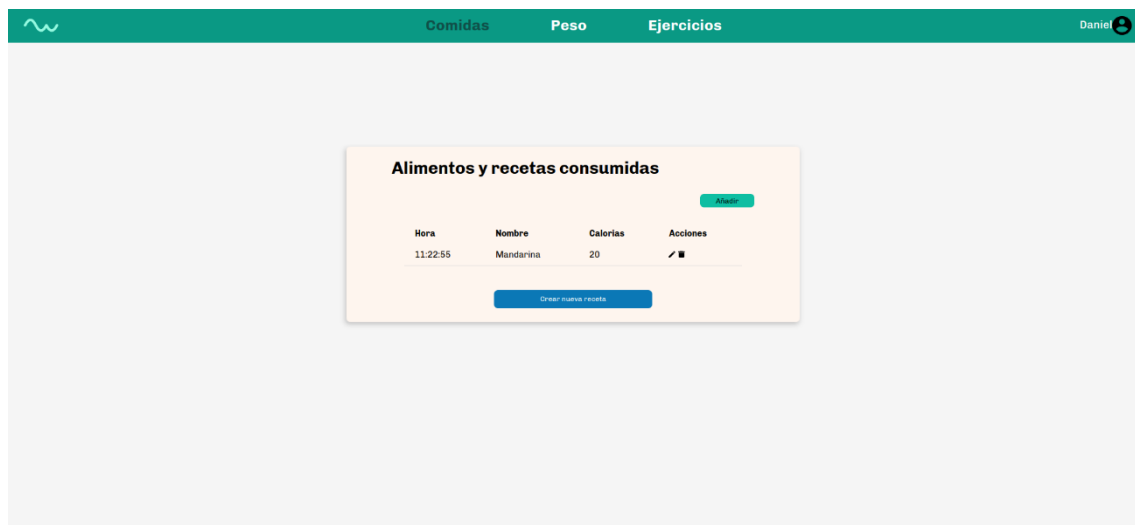 Comidas Peso Ejercicios Daniel
Alimentos y recetas consumidas
Añadir
Hora Nombre Calorias Acciones
11:22:55 Mandarina 20
Crear nueva receta